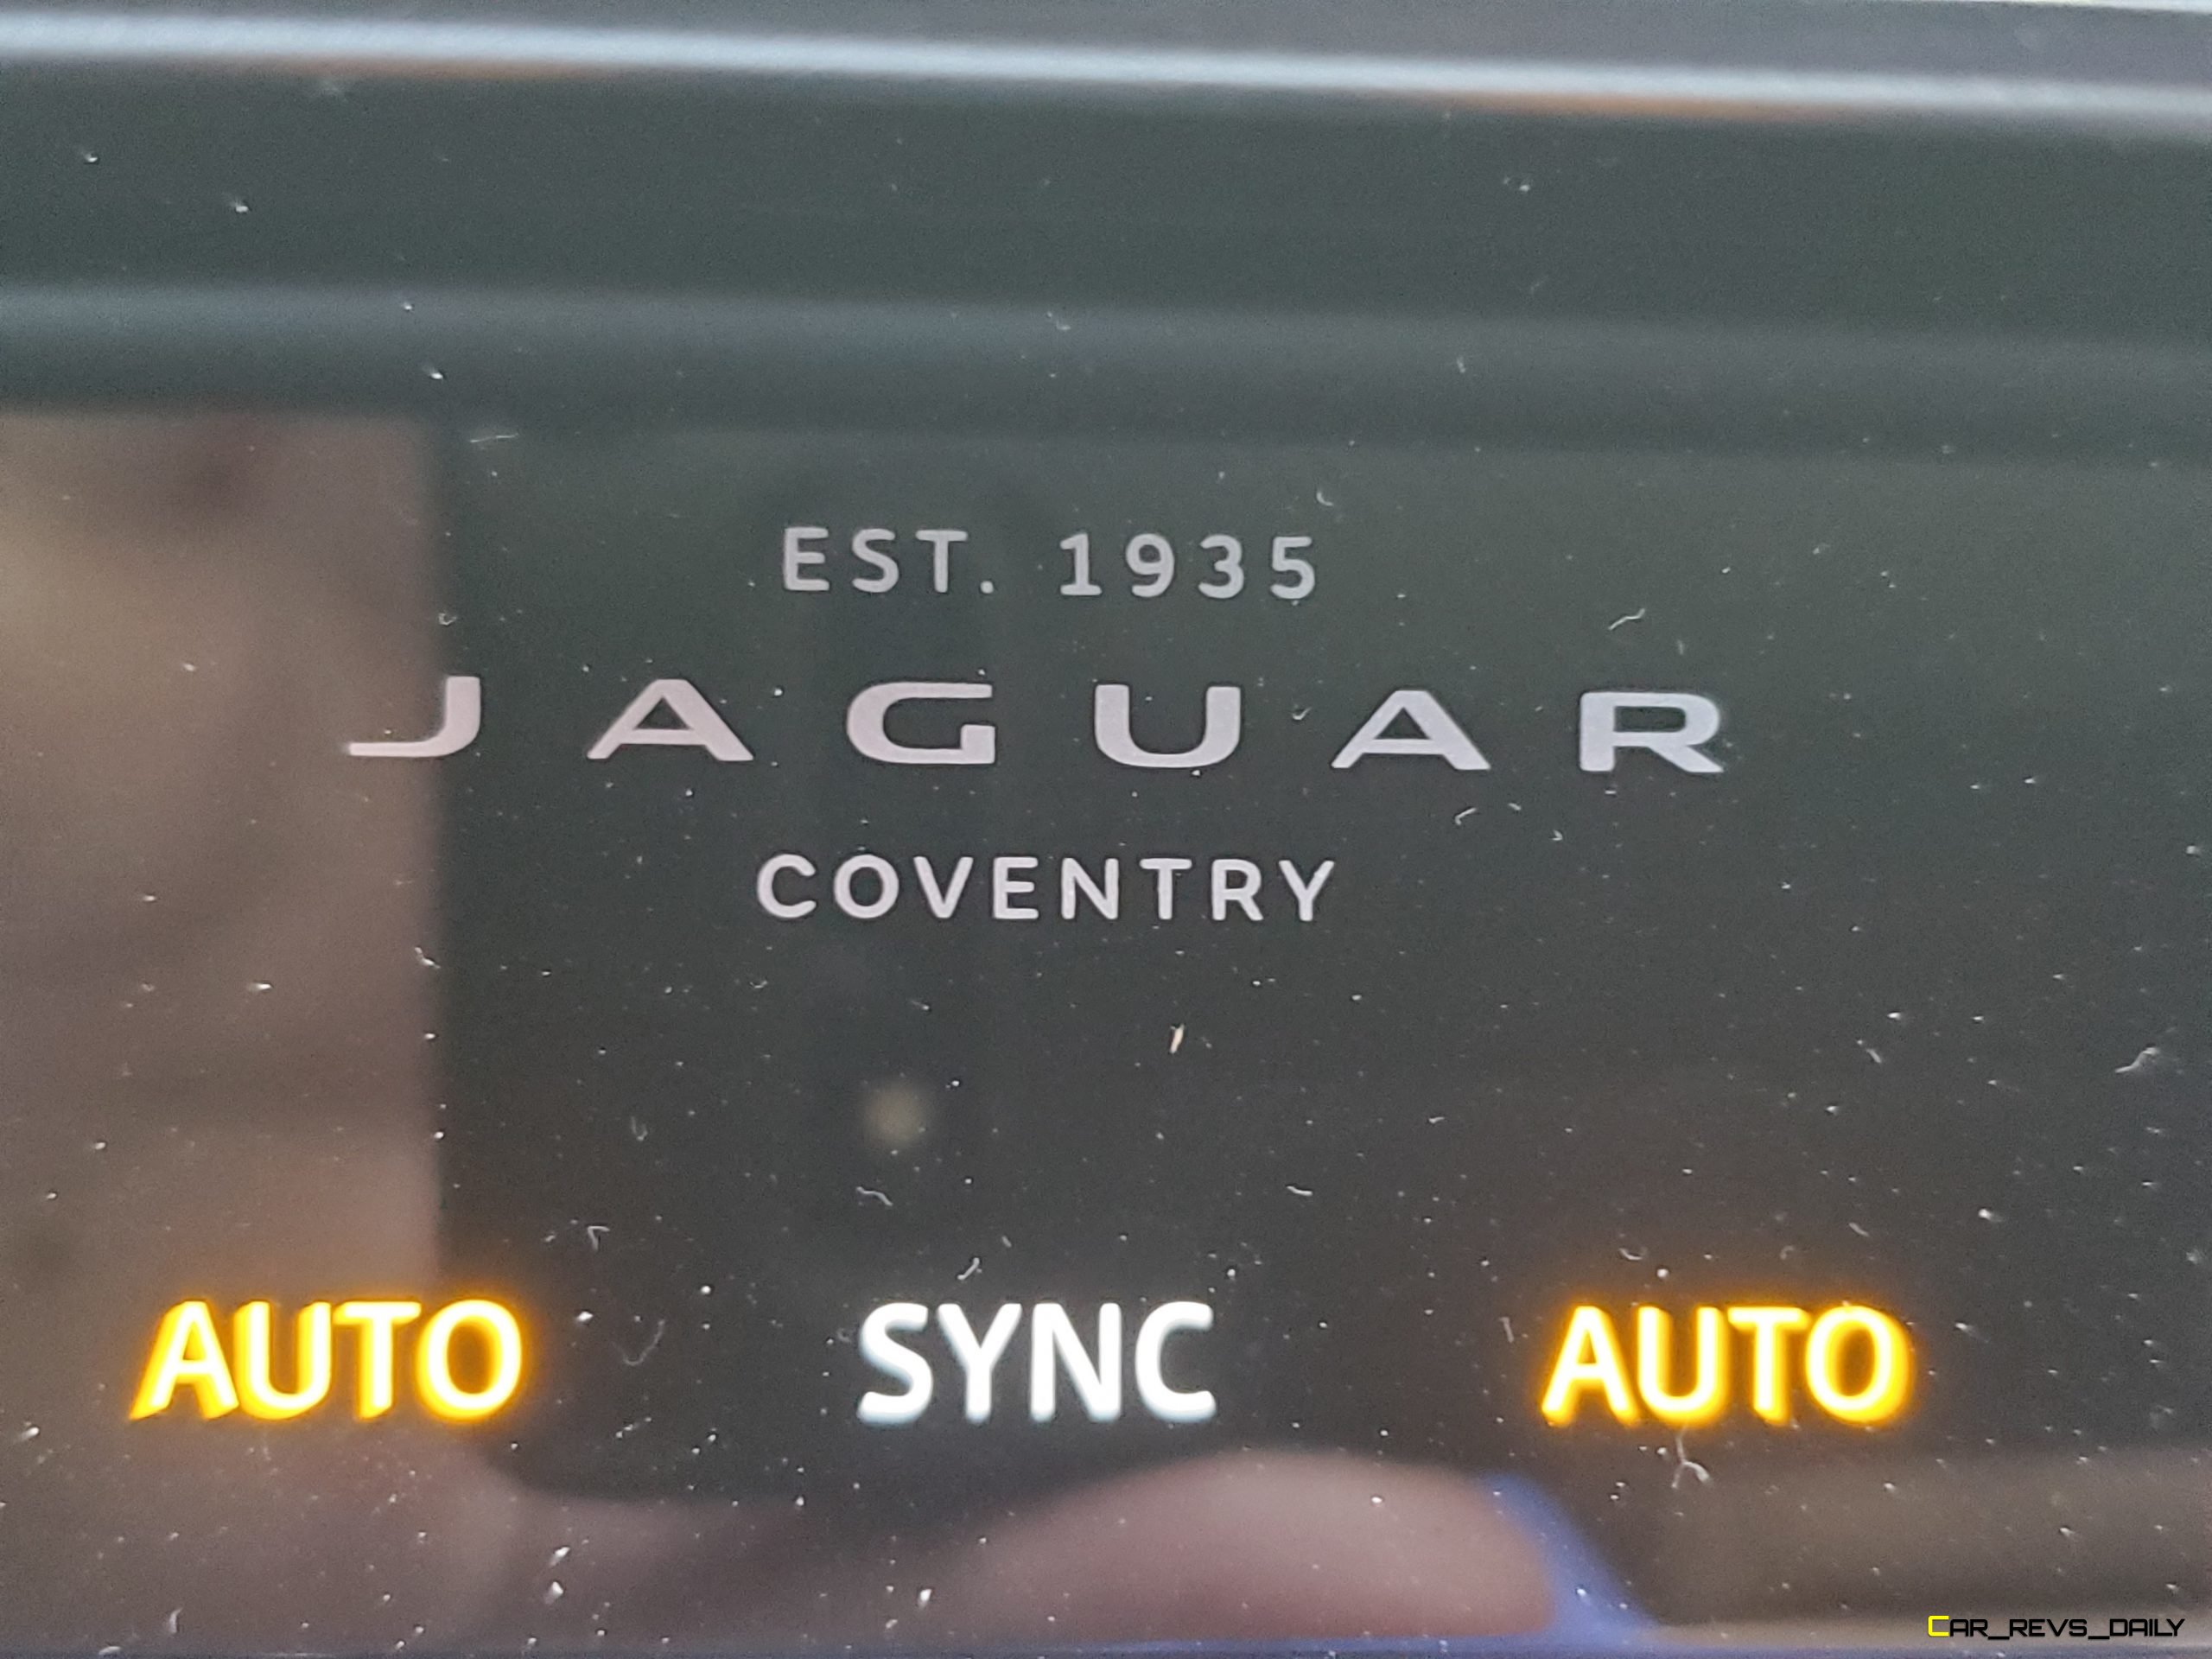 EST. 1935
JAGUAR
COVENTRY
AUTO SYNC AUTO
CAR_REVS_DAILY